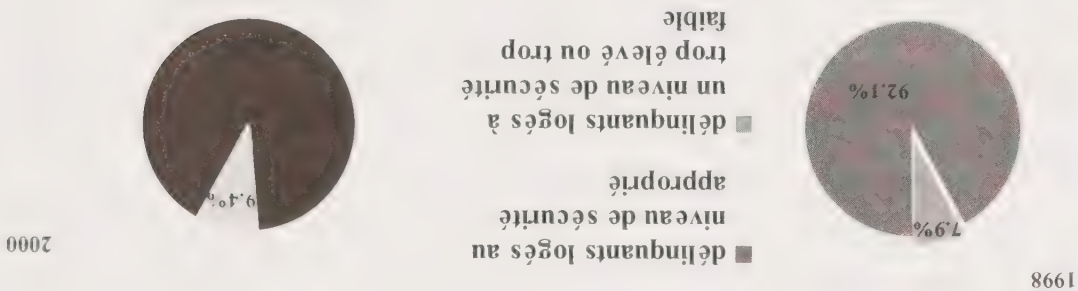 1998
7.9%
92.1%
délinquants logés au
niveau de sécurité
approprié
délinquants logés à
un niveau de sécurité
trop élevé ou trop
faible
2000
9.4%